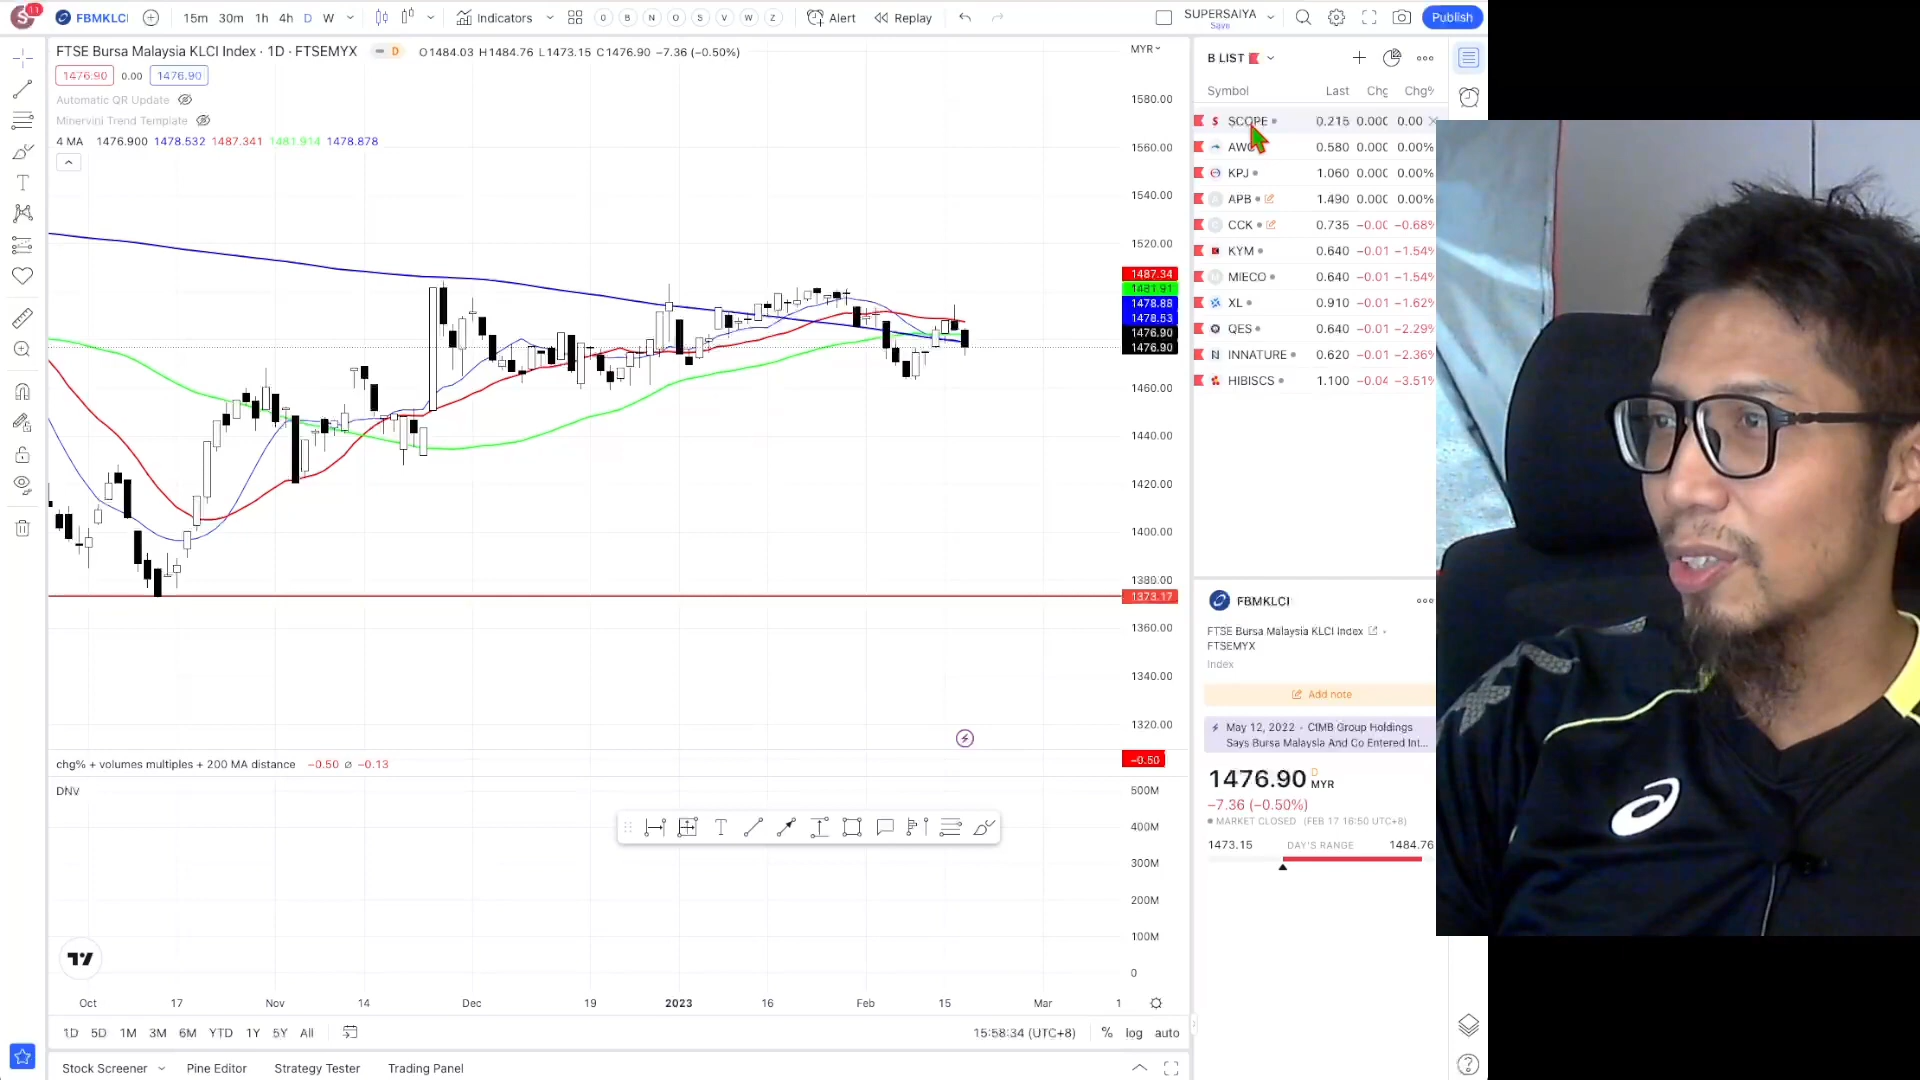 11 FBMKLCI 15m 30m 1h 4h D W Indicators O B N O S V W Z Alert Replay SUPERSAIYA Save Publish
FTSE Bursa Malaysia KLCI Index · 1D · FTSEMYX D O1484.03 H1484.76 L1473.15 C1476.90 −7.36 (−0.50%) MYR
1476.90 0.00 1476.90
Automatic QR Update
Minervini Trend Template
4 MA 1476.900 1478.532 1487.341 1481.914 1478.878
1580.00
1560.00
1540.00
1520.00
1487.34
1481.91
1478.88
1478.53
1476.90
1476.90
1460.00
1440.00
1420.00
1400.00
1380.00
1373.17
1360.00
1340.00
1320.00
chg% + volumes multiples + 200 MA distance −0.50 ø −0.13 −0.50
DNV
500M
400M
300M
200M
100M
0
Oct 17 Nov 14 Dec 19 2023 16 Feb 15 Mar 1
1D 5D 1M 3M 6M YTD 1Y 5Y All 15:58:34 (UTC+8) % log auto
Stock Screener Pine Editor Strategy Tester Trading Panel
B LIST
Symbol Last Chg Chg%
SCOPE 0.215 0.000 0.00
AW 0.580 0.000 0.00%
KPJ 1.060 0.000 0.00%
APB 1.490 0.000 0.00%
CCK 0.735 −0.00 −0.68%
KYM 0.640 −0.01 −1.54%
MIECO 0.640 −0.01 −1.54%
XL 0.910 −0.01 −1.62%
QES 0.640 −0.01 −2.29%
INNATURE 0.620 −0.01 −2.36%
HIBISCS 1.100 −0.04 −3.51%
FBMKLCI
FTSE Bursa Malaysia KLCI Index
FTSEMYX
Index
Add note
May 12, 2022 · CIMB Group Holdings
Says Bursa Malaysia And Co Entered Int...
1476.90 D MYR
−7.36 (−0.50%)
MARKET CLOSED (FEB 17 16:50 UTC+8)
1473.15 DAY'S RANGE 1484.76